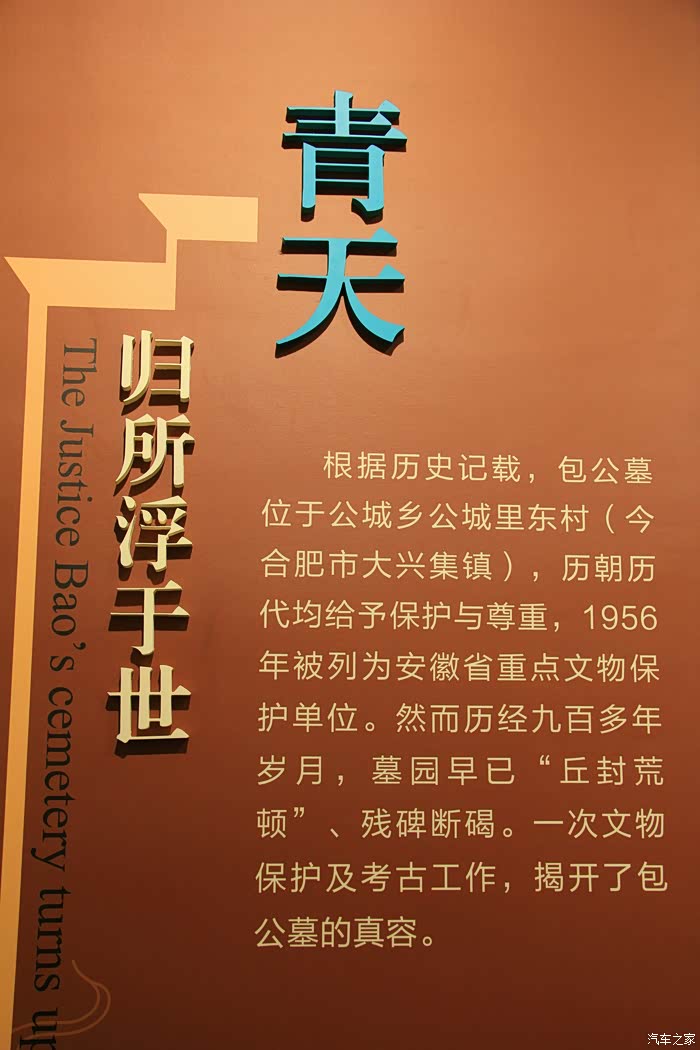 青天
归所浮于世
The Justice Bao's cemetery turns up
根据历史记载，包公墓
位于公城乡公城里东村（今
合肥市大兴集镇），历朝历
代均给予保护与尊重，1956
年被列为安徽省重点文物保
护单位。然而历经九百多年
岁月，墓园早已“丘封荒
顿”、残碑断碣。一次文物
保护及考古工作，揭开了包
公墓的真容。
汽车之家